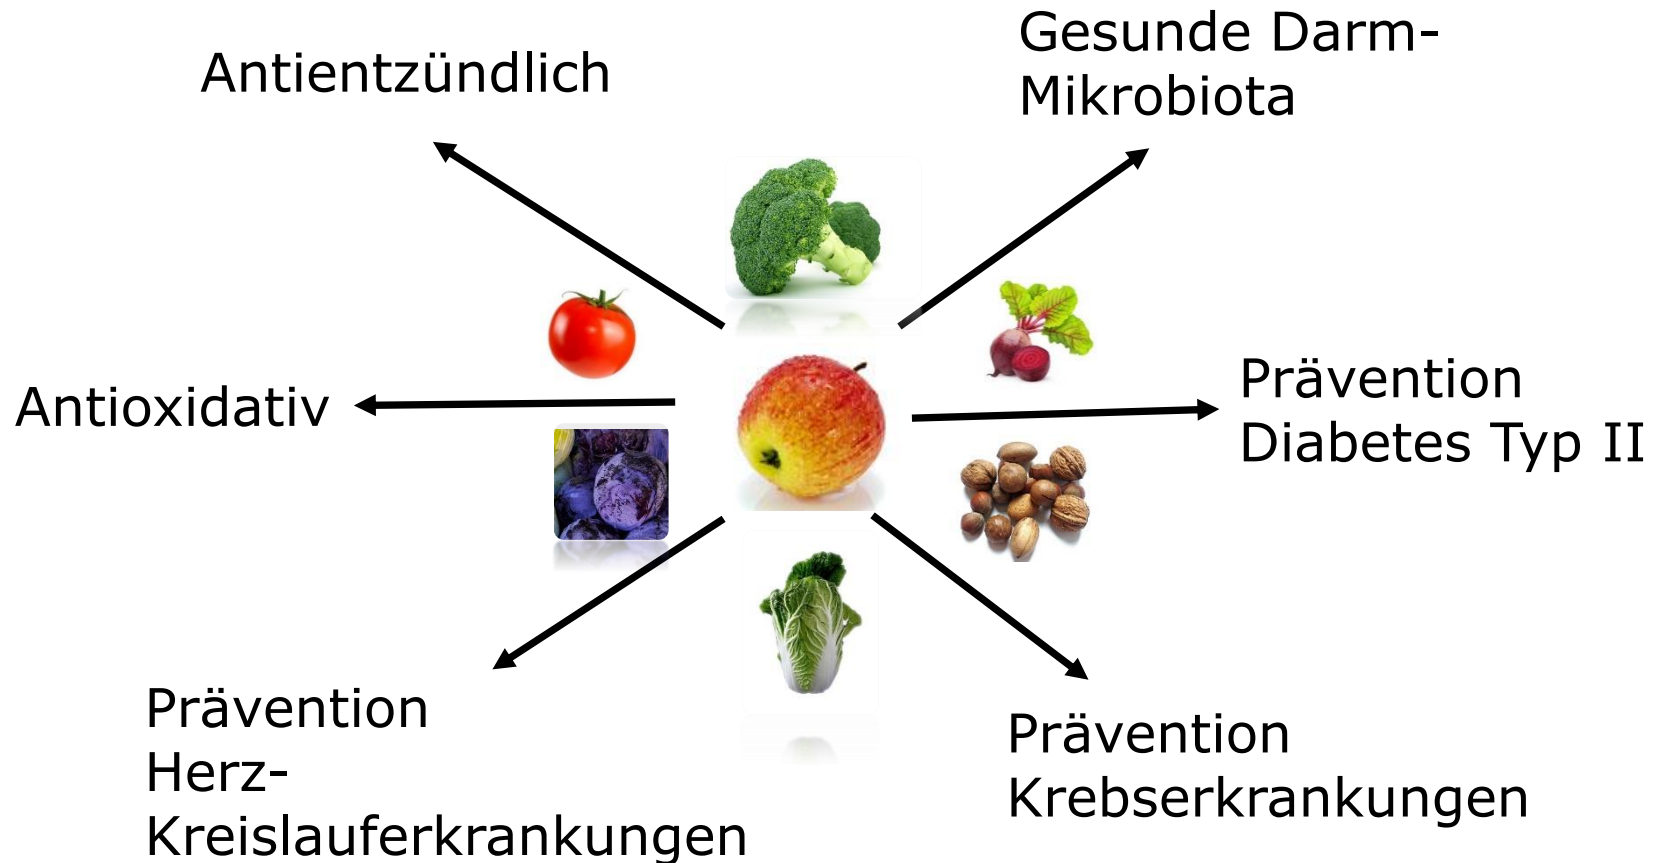 Antientzündlich
Gesunde Darm-
Mikrobiota
Antioxidativ
Prävention
Diabetes Typ II
Prävention
Herz-
Kreislauferkrankungen
Prävention
Krebserkrankungen